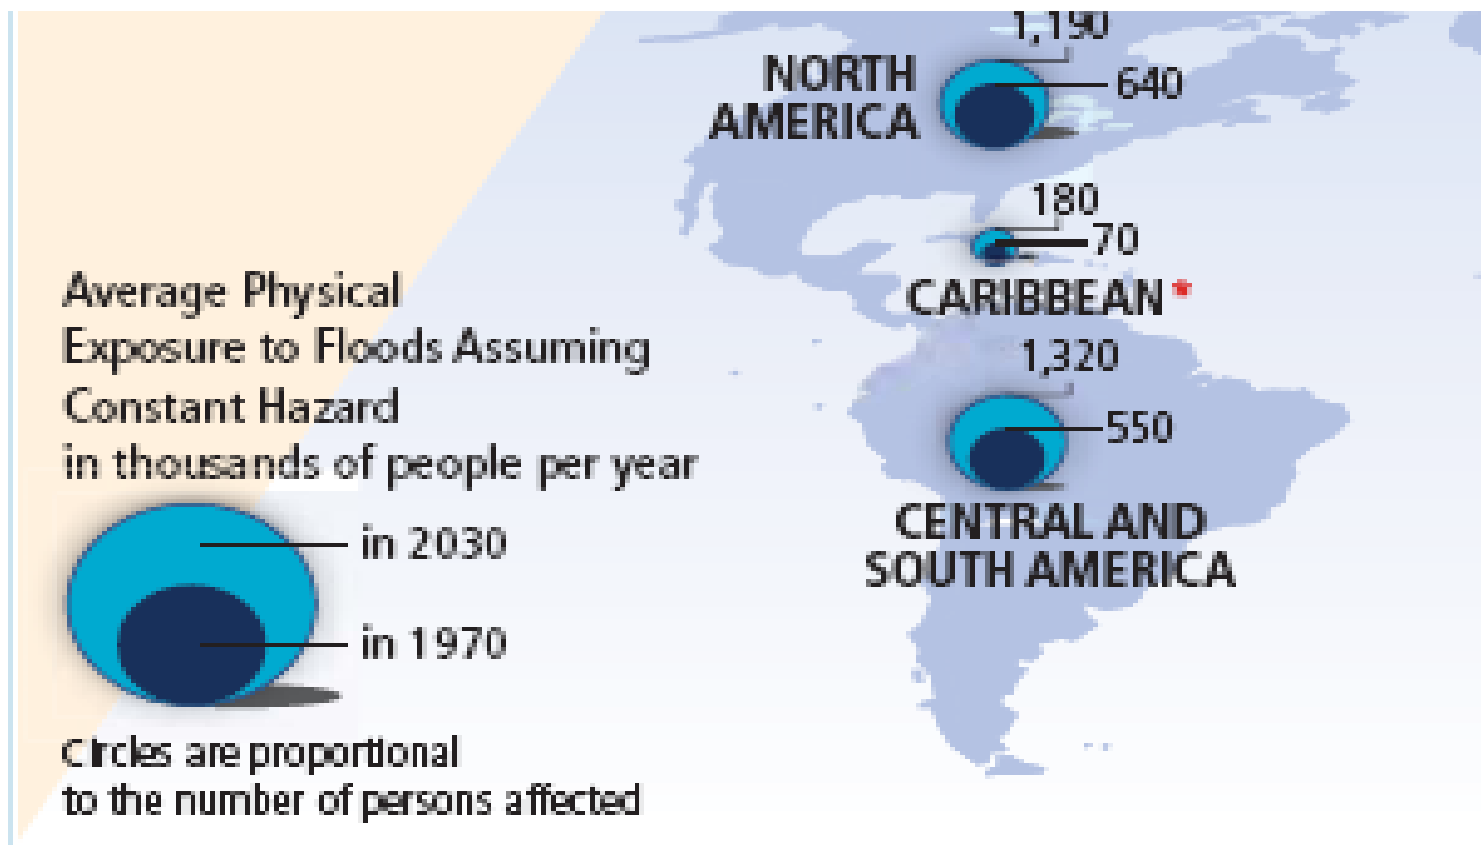 1,190
NORTH
640
AMERICA
180
70
CARIBBEAN*
1,320
550
CENTRAL AND
SOUTH AMERICA
Average Physical
Exposure to Floods Assuming
Constant Hazard
in thousands of people per year
in 2030
in 1970
Circles are proportional
to the number of persons affected